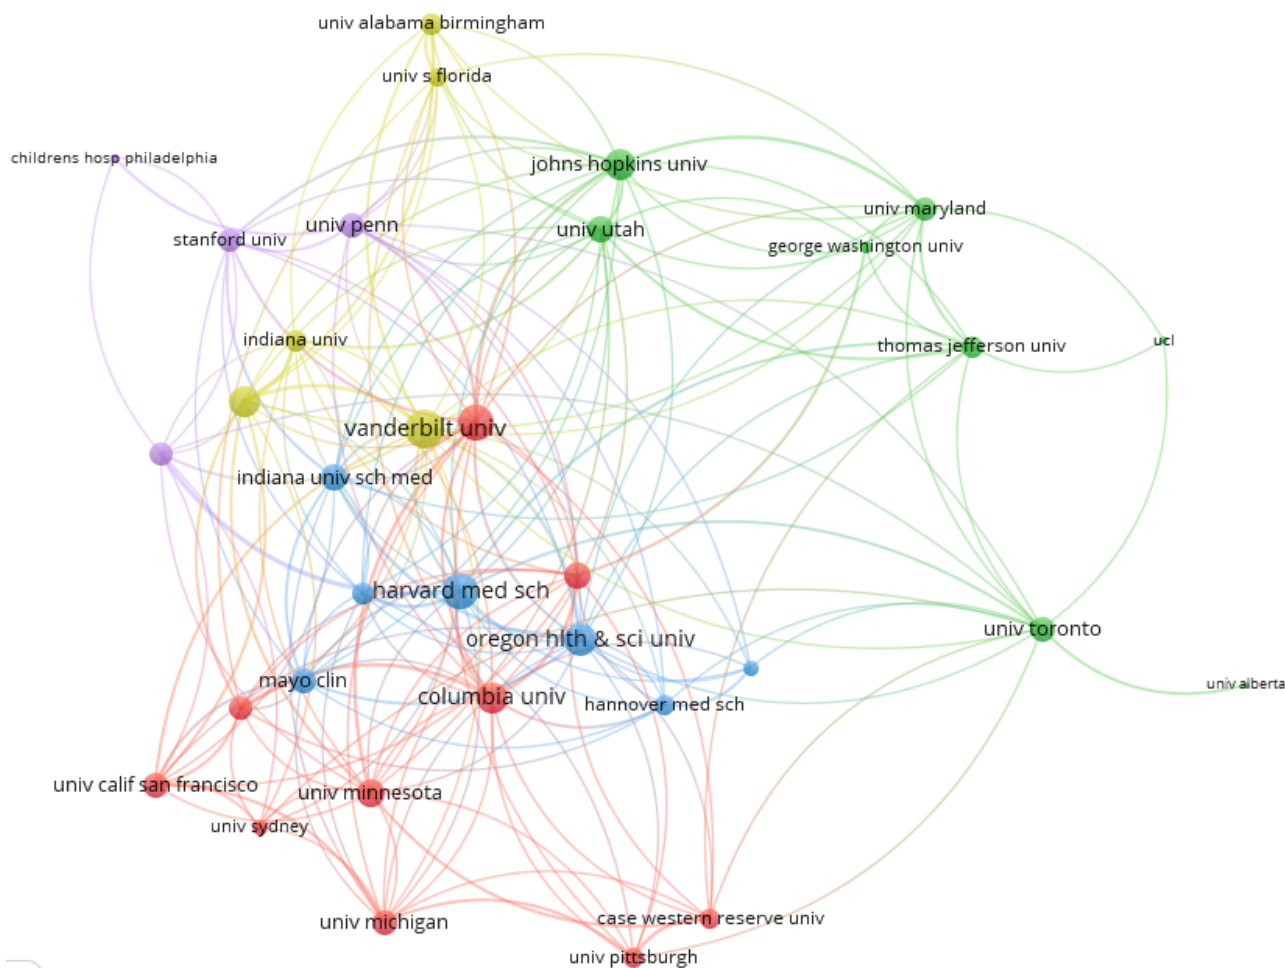 univ alabama birmingham
univ s florida
childrens hosp philadelphia
johns hopkins univ
univ maryland
univ penn
univ utah
stanford univ
george washington univ
indiana univ
thomas jefferson univ
ucl
vanderbilt univ
indiana univ sch med
harvard med sch
oregon hlth & sci univ
univ toronto
mayo clin
univ alberta
columbia univ
hannover med sch
univ calif san francisco
univ minnesota
univ sydney
univ michigan
case western reserve univ
univ pittsburgh